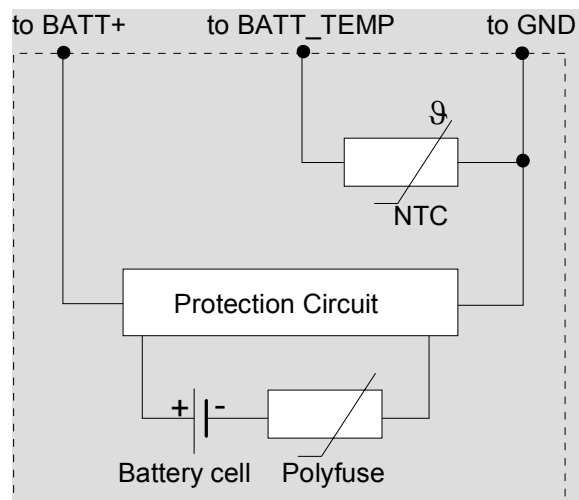 to BATT+ to BATT_TEMP to GND
ϑ
NTC
Protection Circuit
+ -
Battery cell Polyfuse